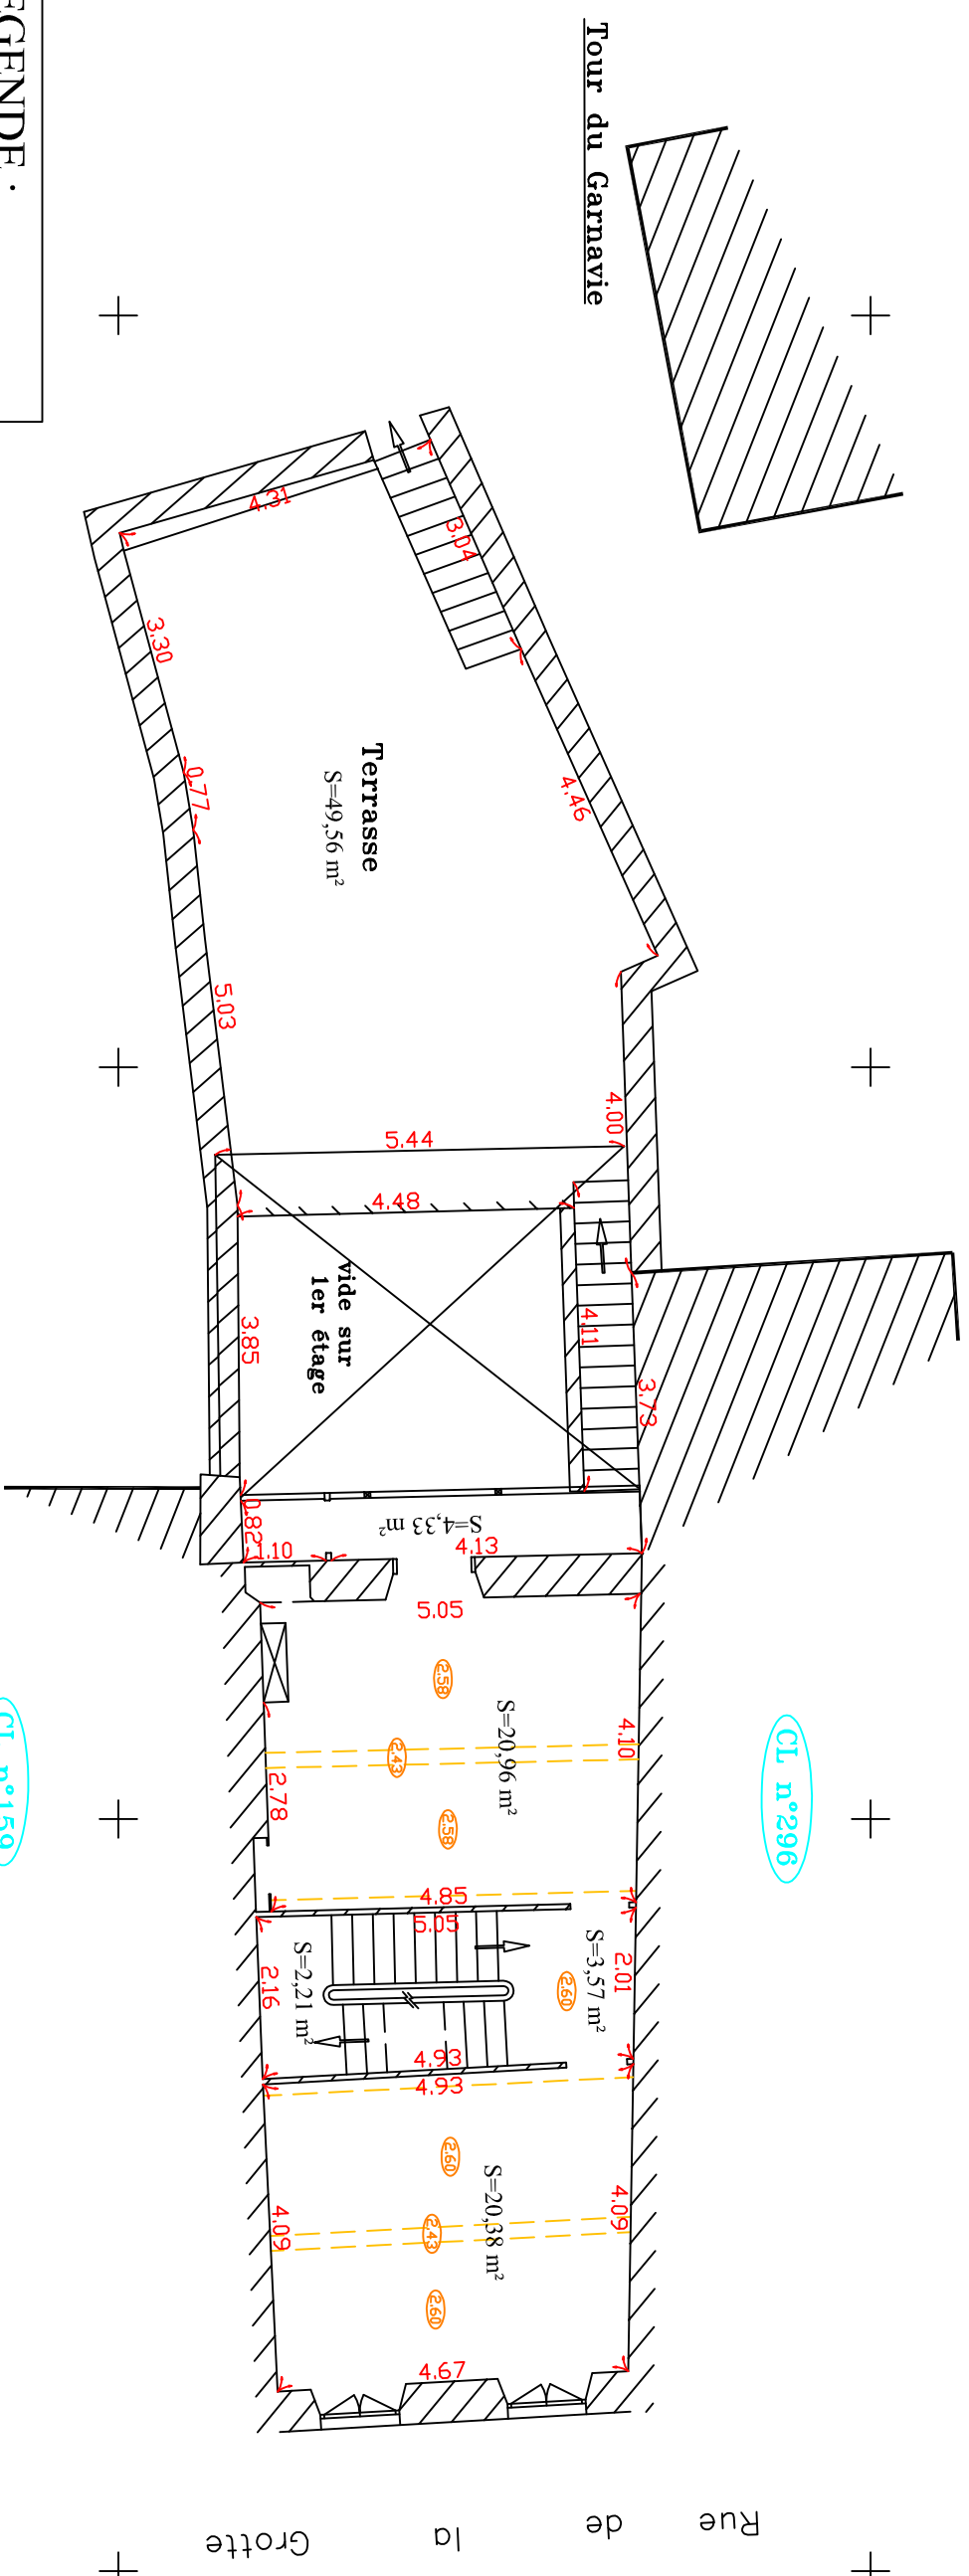 GENDE :
Tour du Garnavie
4.31
3.04
3.30
0.77
4.46
Terrasse
S=49,56 m²
5.03
4.00
5.44
4.48
vide sur
1er étage
3.85
4.11
3.73
0.82
S=4,33 m²
1.10
4.13
5.05
2.58
S=20,96 m²
4.10
2.43
2.78
2.58
CL n°296
CL n°159
4.85
5.05
S=2,21 m²
S=3,57 m²
2.01
2.16
2.60
4.93
4.93
2.60
S=20,38 m²
4.09
4.09
2.43
2.60
4.67
Rue de la Grotte